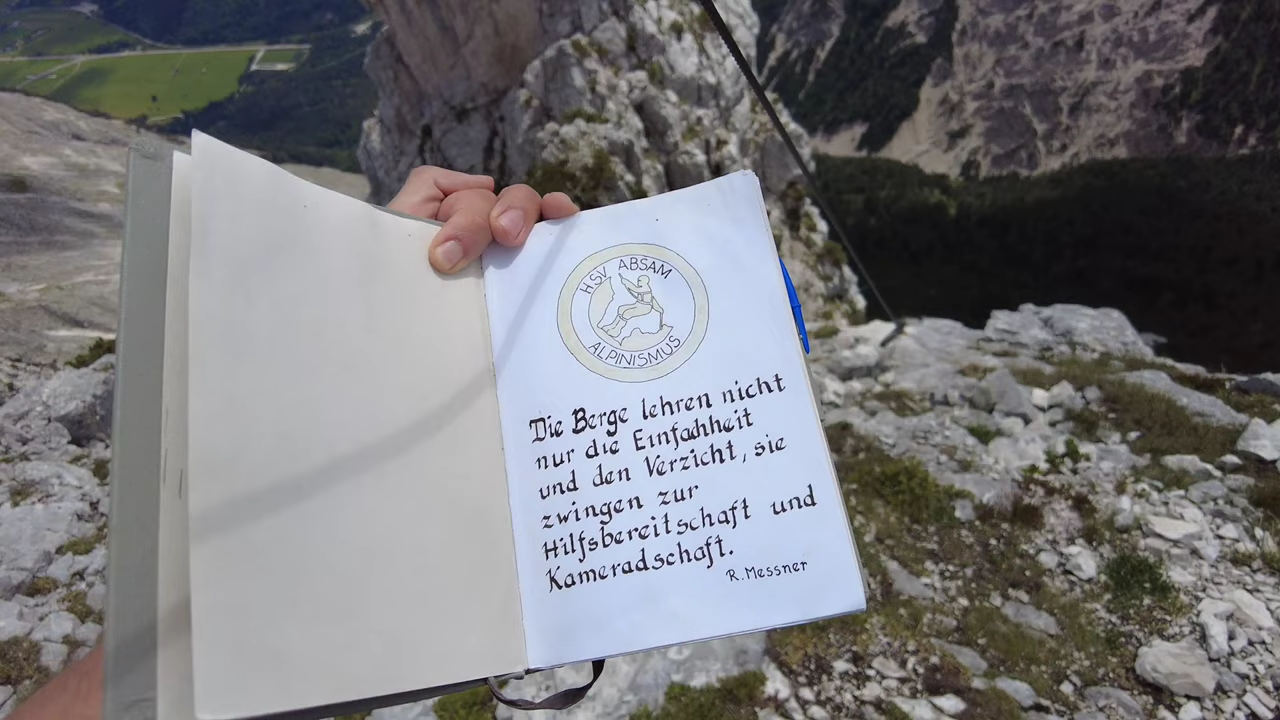 HSV ABSAM
ALPINISMUS
Die Berge lehren nicht
nur die Einfachheit
und den Verzicht, sie
zwingen zur
Hilfsbereitschaft und
Kameradschaft.
R. Messner